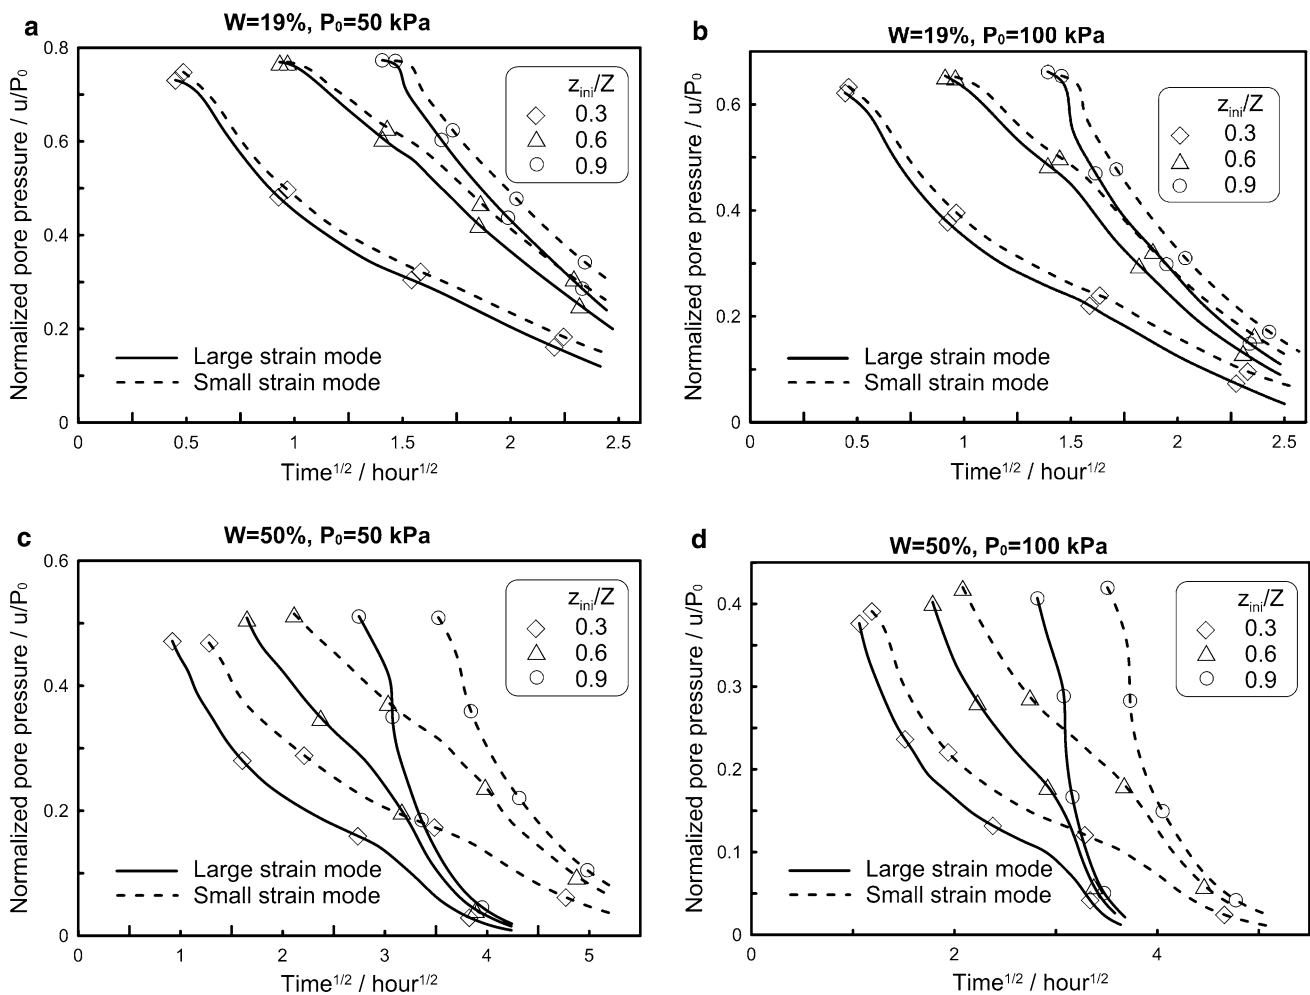 a
W=19%, P₀=50 kPa
Normalized pore pressure / u/P₀
0.8
0.6
0.4
0.2
0
z_ini/Z
0.3
0.6
0.9
Large strain mode
Small strain mode
0 0.5 1 1.5 2 2.5
Time^1/2 / hour^1/2
b
W=19%, P₀=100 kPa
Normalized pore pressure / u/P₀
0.6
0.4
0.2
0
z_ini/Z
0.3
0.6
0.9
Large strain mode
Small strain mode
0 0.5 1 1.5 2 2.5
Time^1/2 / hour^1/2
c
W=50%, P₀=50 kPa
Normalized pore pressure / u/P₀
0.6
0.4
0.2
0
z_ini/Z
0.3
0.6
0.9
Large strain mode
Small strain mode
0 1 2 3 4 5
Time^1/2 / hour^1/2
d
W=50%, P₀=100 kPa
Normalized pore pressure / u/P₀
0.4
0.3
0.2
0.1
0
z_ini/Z
0.3
0.6
0.9
Large strain mode
Small strain mode
0 2 4
Time^1/2 / hour^1/2